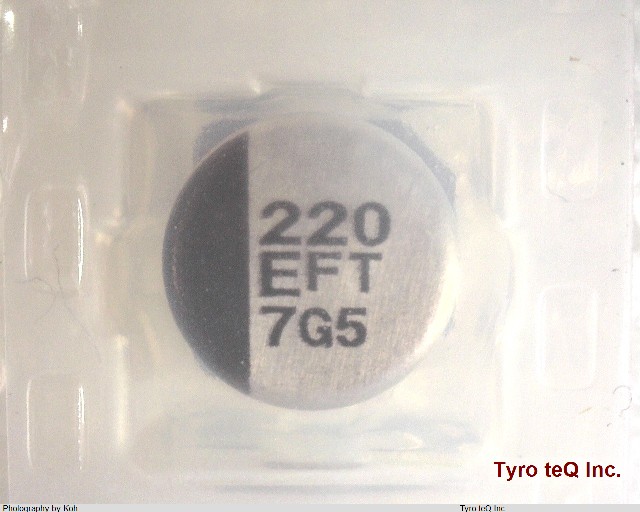 220
EFT
7G5
Tyro teQ Inc.
Photography by Koh
Tyro teQ Inc